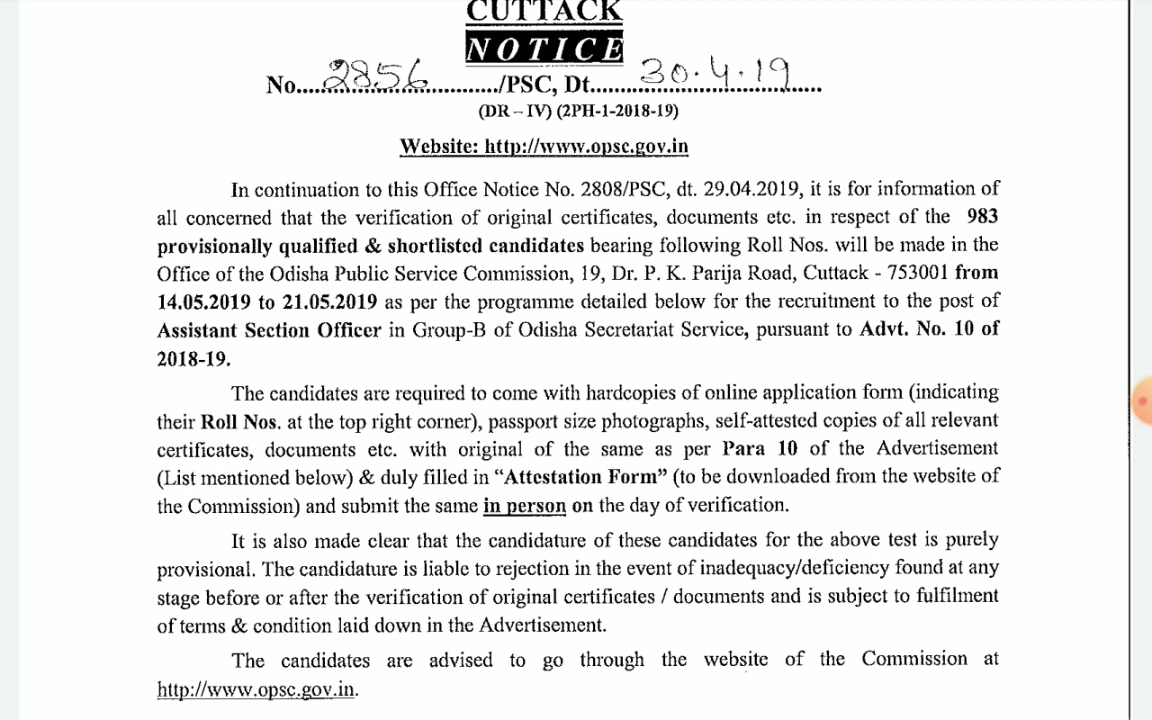 CUTTACK
NOTICE
No....2856............/PSC, Dt......30.4.19......
(DR – IV) (2PH-1-2018-19)
Website: http://www.opsc.gov.in
In continuation to this Office Notice No. 2808/PSC, dt. 29.04.2019, it is for information of
all concerned that the verification of original certificates, documents etc. in respect of the 983
provisionally qualified & shortlisted candidates bearing following Roll Nos. will be made in the
Office of the Odisha Public Service Commission, 19, Dr. P. K. Parija Road, Cuttack - 753001 from
14.05.2019 to 21.05.2019 as per the programme detailed below for the recruitment to the post of
Assistant Section Officer in Group-B of Odisha Secretariat Service, pursuant to Advt. No. 10 of
2018-19.
The candidates are required to come with hardcopies of online application form (indicating
their Roll Nos. at the top right corner), passport size photographs, self-attested copies of all relevant
certificates, documents etc. with original of the same as per Para 10 of the Advertisement
(List mentioned below) & duly filled in “Attestation Form” (to be downloaded from the website of
the Commission) and submit the same in person on the day of verification.
It is also made clear that the candidature of these candidates for the above test is purely
provisional. The candidature is liable to rejection in the event of inadequacy/deficiency found at any
stage before or after the verification of original certificates / documents and is subject to fulfilment
of terms & condition laid down in the Advertisement.
The candidates are advised to go through the website of the Commission at
http://www.opsc.gov.in.